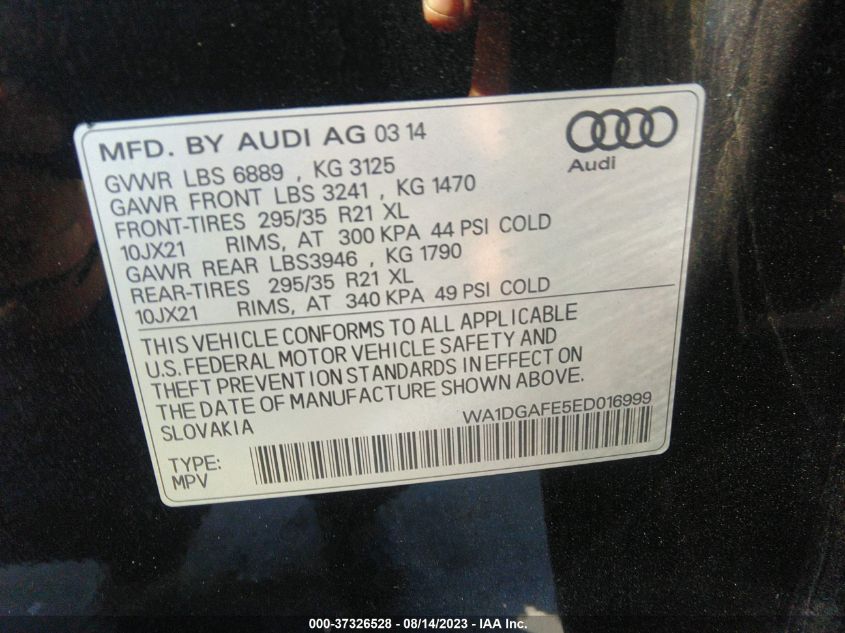 MFD. BY AUDI AG 03 14
Audi
GVWR LBS 6889 , KG 3125
GAWR FRONT LBS 3241 , KG 1470
FRONT-TIRES 295/35 R21 XL
10JX21 RIMS, AT 300 KPA 44 PSI COLD
GAWR REAR LBS3946 , KG 1790
REAR-TIRES 295/35 R21 XL
10JX21 RIMS, AT 340 KPA 49 PSI COLD
THIS VEHICLE CONFORMS TO ALL APPLICABLE
U.S. FEDERAL MOTOR VEHICLE SAFETY AND
THEFT PREVENTION STANDARDS IN EFFECT ON
THE DATE OF MANUFACTURE SHOWN ABOVE.
SLOVAKIA
WA1DGAFE5ED016999
TYPE:
MPV
000-37326528 - 08/14/2023 - IAA Inc.